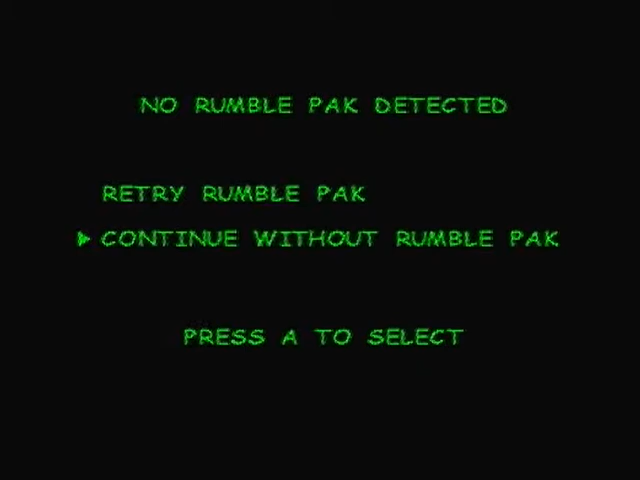 NO RUMBLE PAK DETECTED
RETRY RUMBLE PAK
CONTINUE WITHOUT RUMBLE PAK
PRESS A TO SELECT